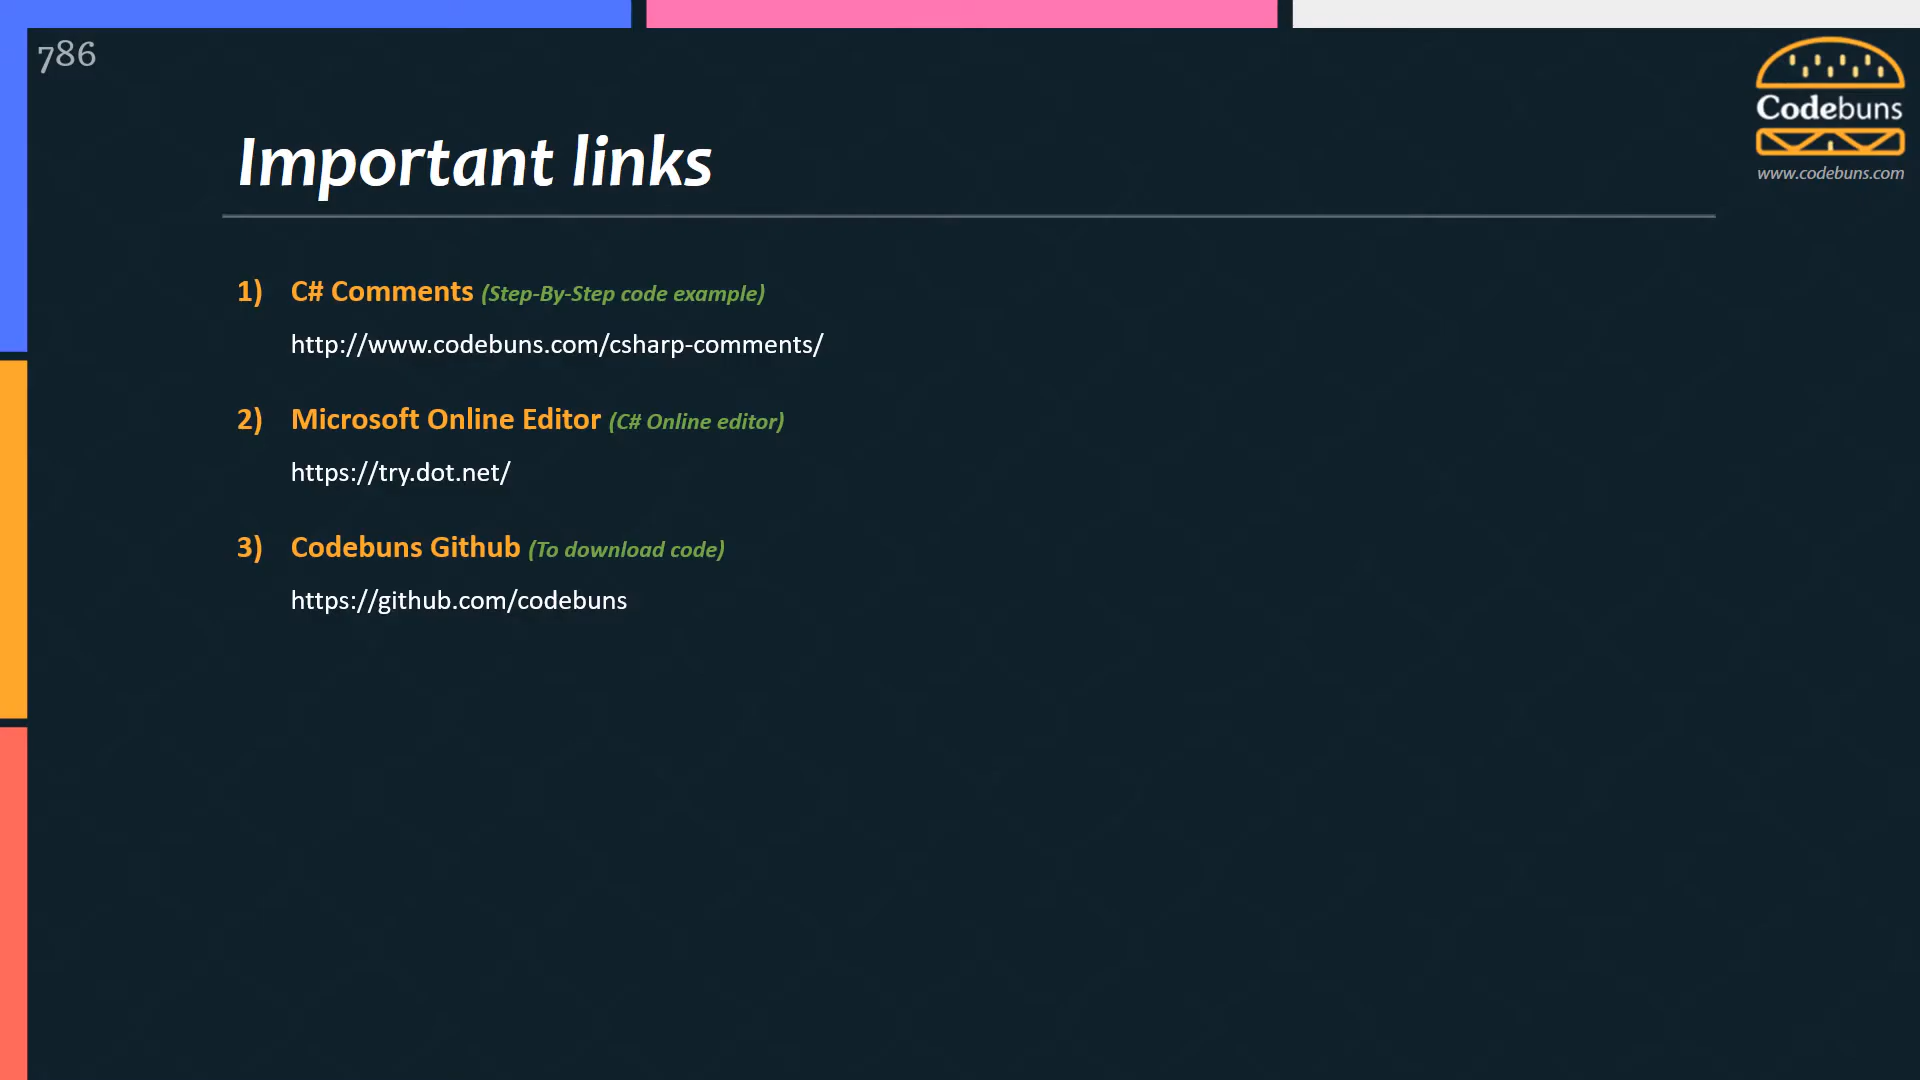 786
Codebuns
www.codebuns.com
Important links
1) C# Comments (Step-By-Step code example)
http://www.codebuns.com/csharp-comments/
2) Microsoft Online Editor (C# Online editor)
https://try.dot.net/
3) Codebuns Github (To download code)
https://github.com/codebuns